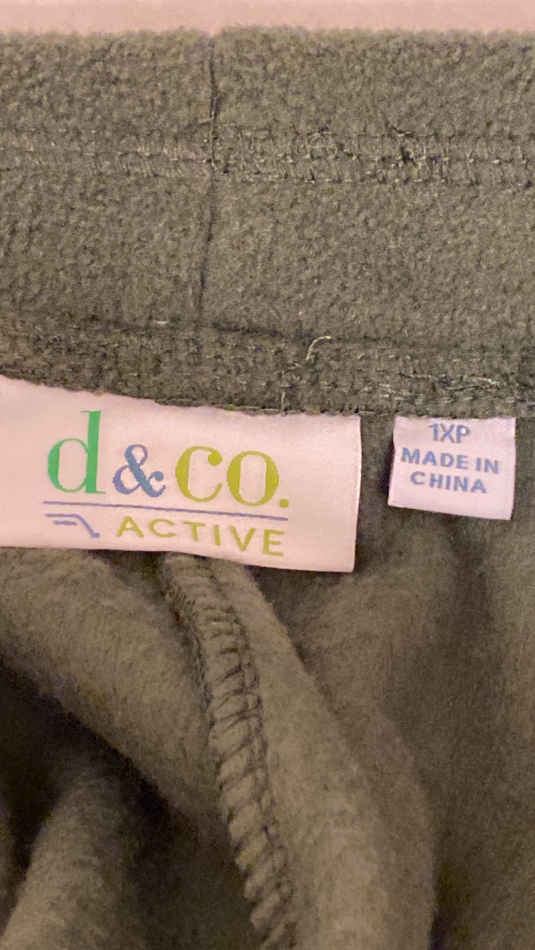 d&co.
ACTIVE
1XP
MADE IN
CHINA